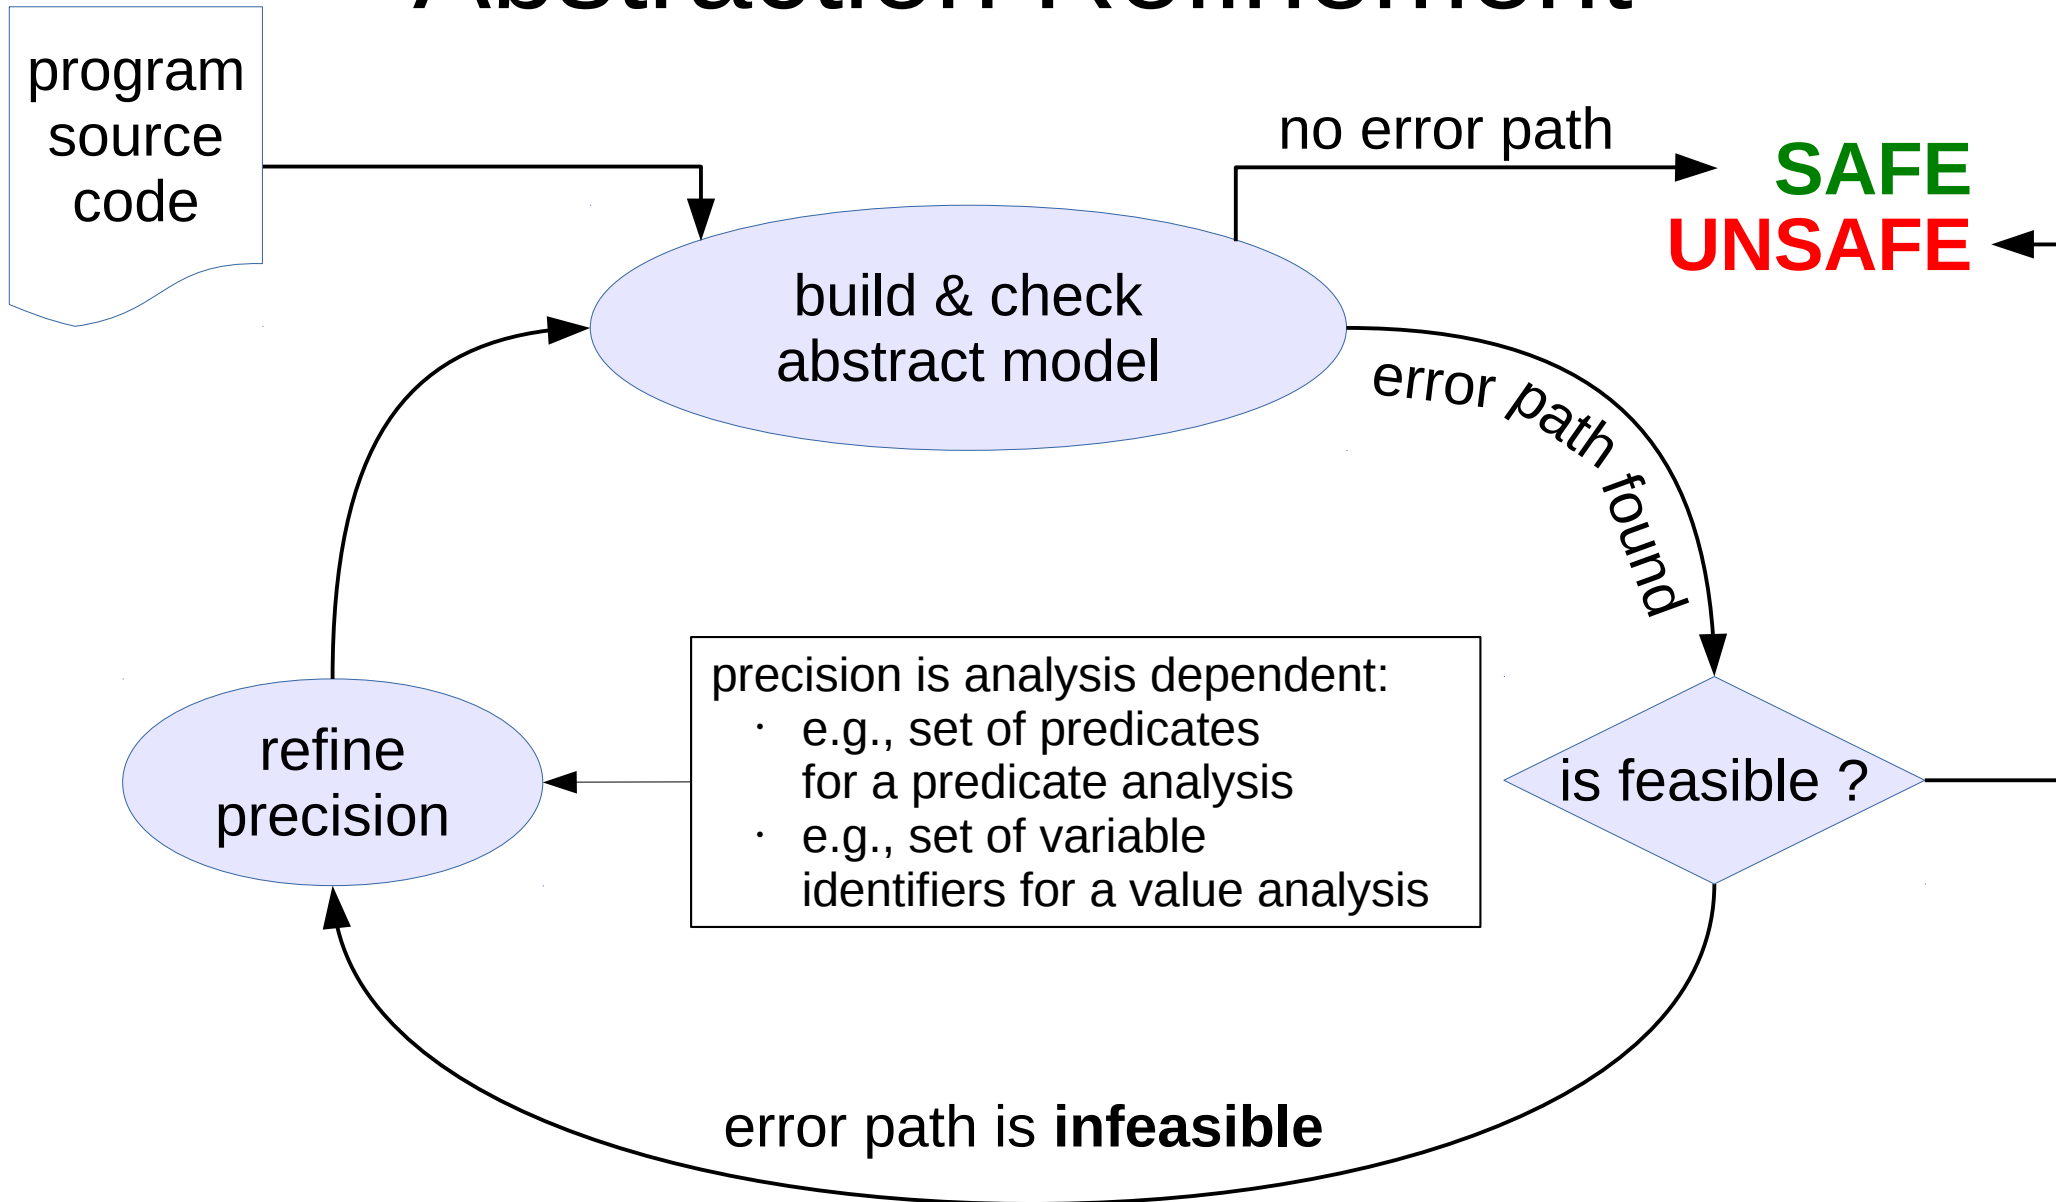 Abstraction Refinement
program
source
code
no error path
SAFE
UNSAFE
build & check
abstract model
error path found
refine
precision
precision is analysis dependent:
· e.g., set of predicates
for a predicate analysis
· e.g., set of variable
identifiers for a value analysis
is feasible ?
error path is infeasible